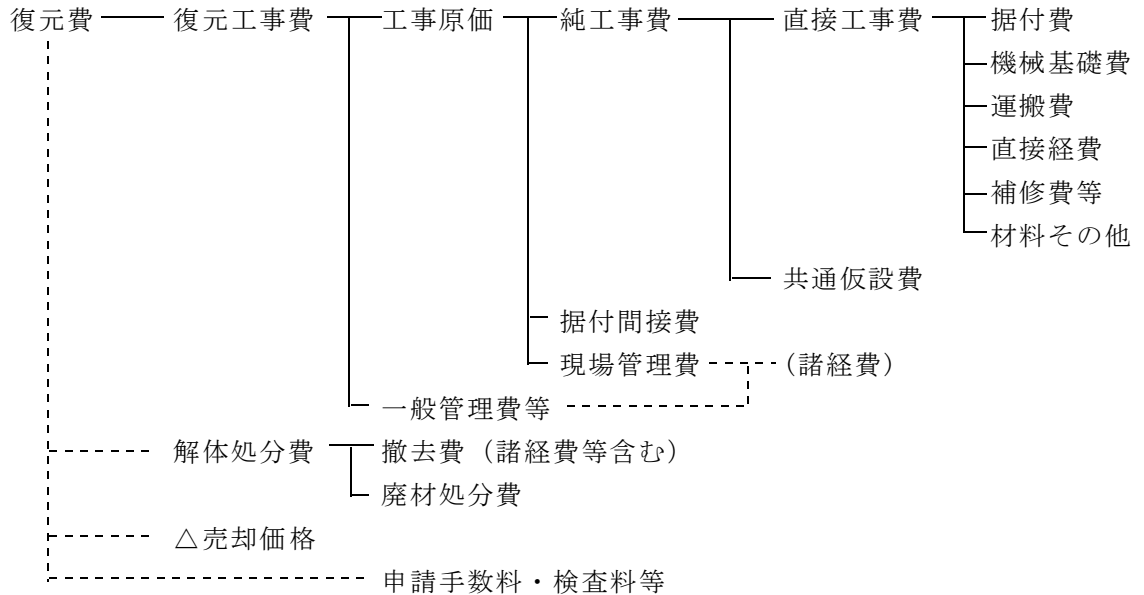 復元費 復元工事費 工事原価 純工事費 直接工事費 据付費
機械基礎費
運搬費
直接経費
補修費等
材料その他
共通仮設費
据付間接費
現場管理費 (諸経費)
一般管理費等
解体処分費 撤去費(諸経費等含む)
廃材処分費
△売却価格
申請手数料・検査料等